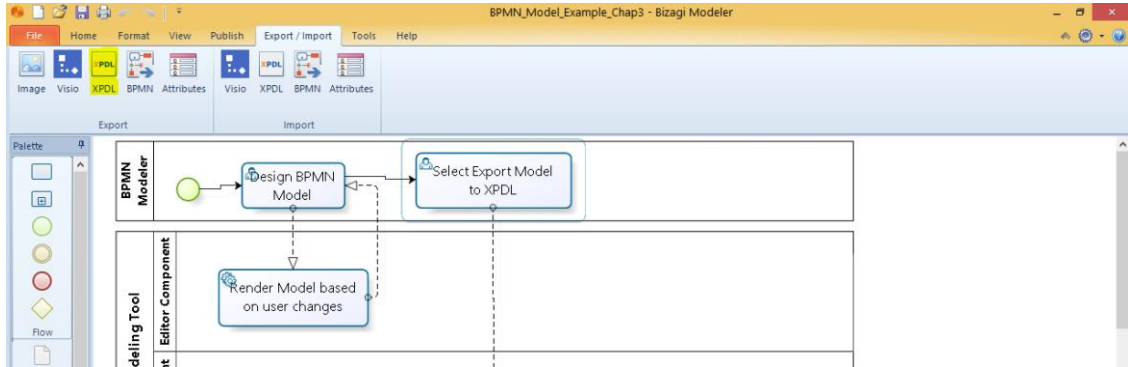 BPMN_Model_Example_Chap3 - Bizagi Modeler
File Home Format View Publish Export / Import Tools Help
XPDL XPDL
Image Visio XPDL BPMN Attributes Visio XPDL BPMN Attributes
Export Import
Palette
Flow
BPMN
Modeler
Design BPMN
Model
Select Export Model
to XPDL
deling Tool
Editor Component
Render Model based
on user changes